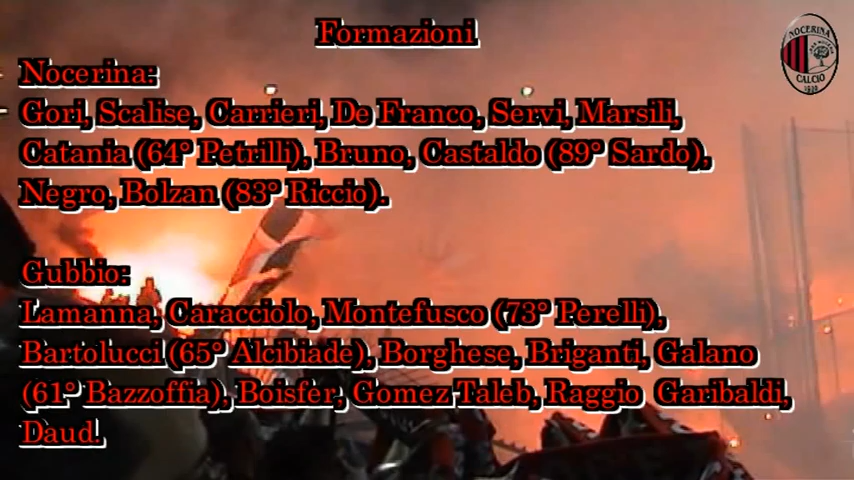 Formazioni
NOCERINA
CALCIO
1910
Nocerina:
Gori, Scalise, Carrieri, De Franco, Servi, Marsili,
Catania (64° Petrilli), Bruno, Castaldo (89° Sardo),
Negro, Bolzan (83° Riccio).
Gubbio:
Lamanna, Caracciolo, Montefusco (73° Perelli),
Bartolucci (65° Alcibiade), Borghese, Briganti, Galano
(61° Bazzoffia), Boisfer, Gomez Taleb, Raggio Garibaldi,
Daud.